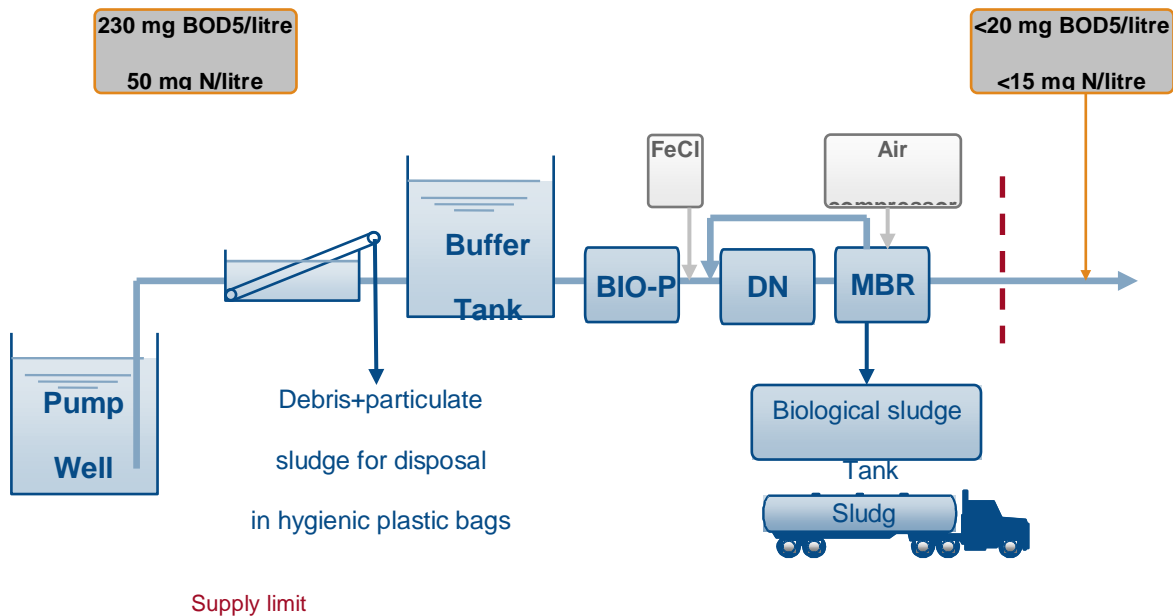 230 mg BOD5/litre
50 mg N/litre
<20 mg BOD5/litre
<15 mg N/litre
FeCl
Air
compressor
Buffer
Tank
BIO-P
DN
MBR
Pump
Well
Debris+particulate
sludge for disposal
in hygienic plastic bags
Biological sludge
Tank
Sludg
Supply limit